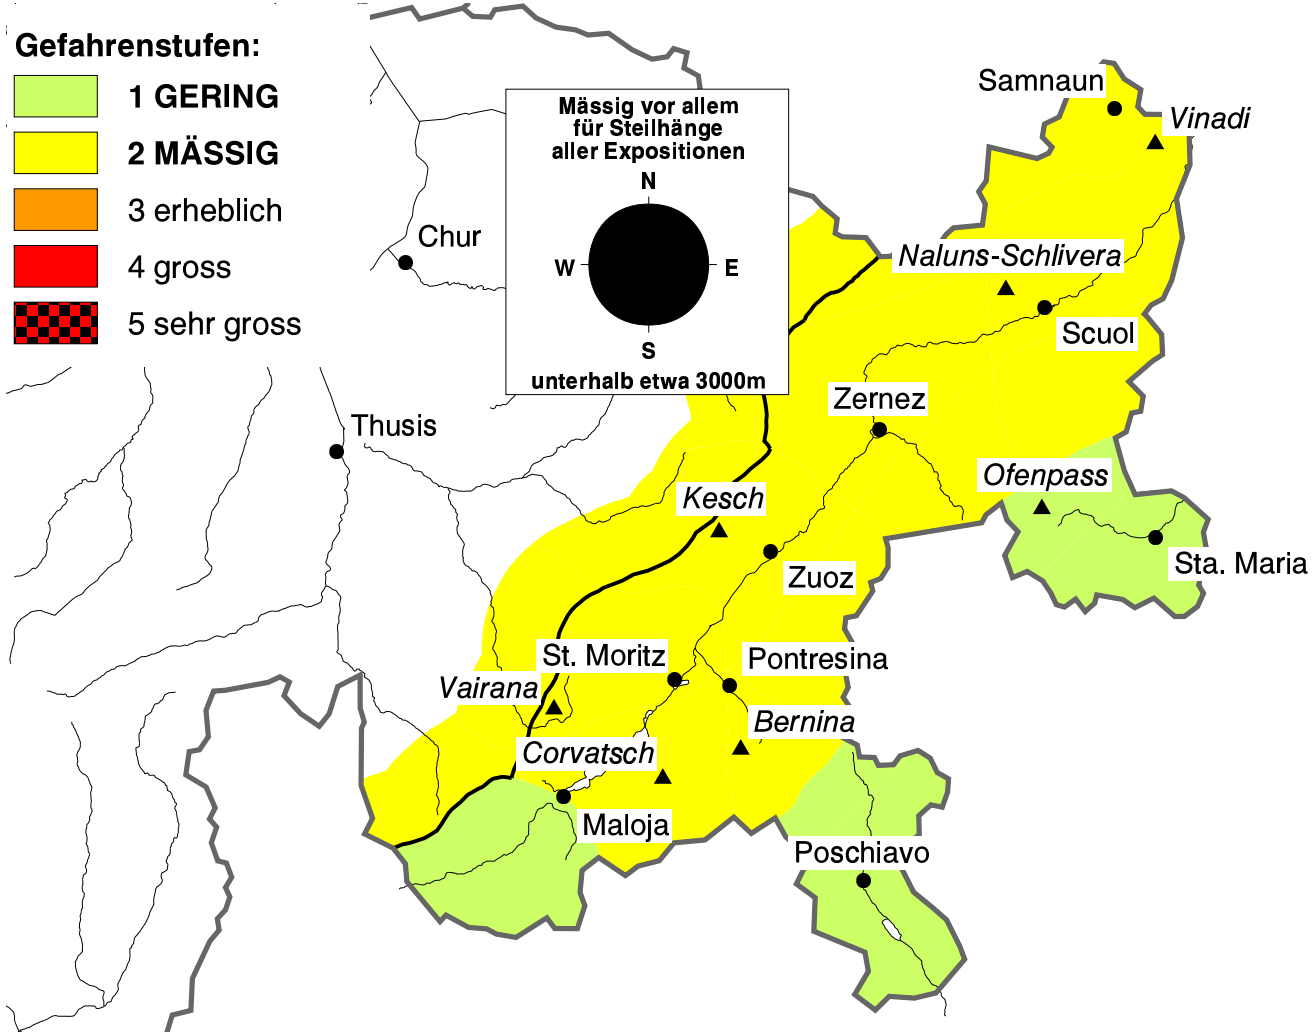 Gefahrenstufen:
1 GERING
2 MÄSSIG
3 erheblich
4 gross
5 sehr gross
Mässig vor allem
für Steilhänge
aller Expositionen
N
W
E
S
unterhalb etwa 3000m
Samnaun
Vinadi
Chur
Naluns-Schlivera
Scuol
Zernez
Thusis
Ofenpass
Kesch
Sta. Maria
Zuoz
St. Moritz
Pontresina
Vairana
Bernina
Corvatsch
Maloja
Poschiavo